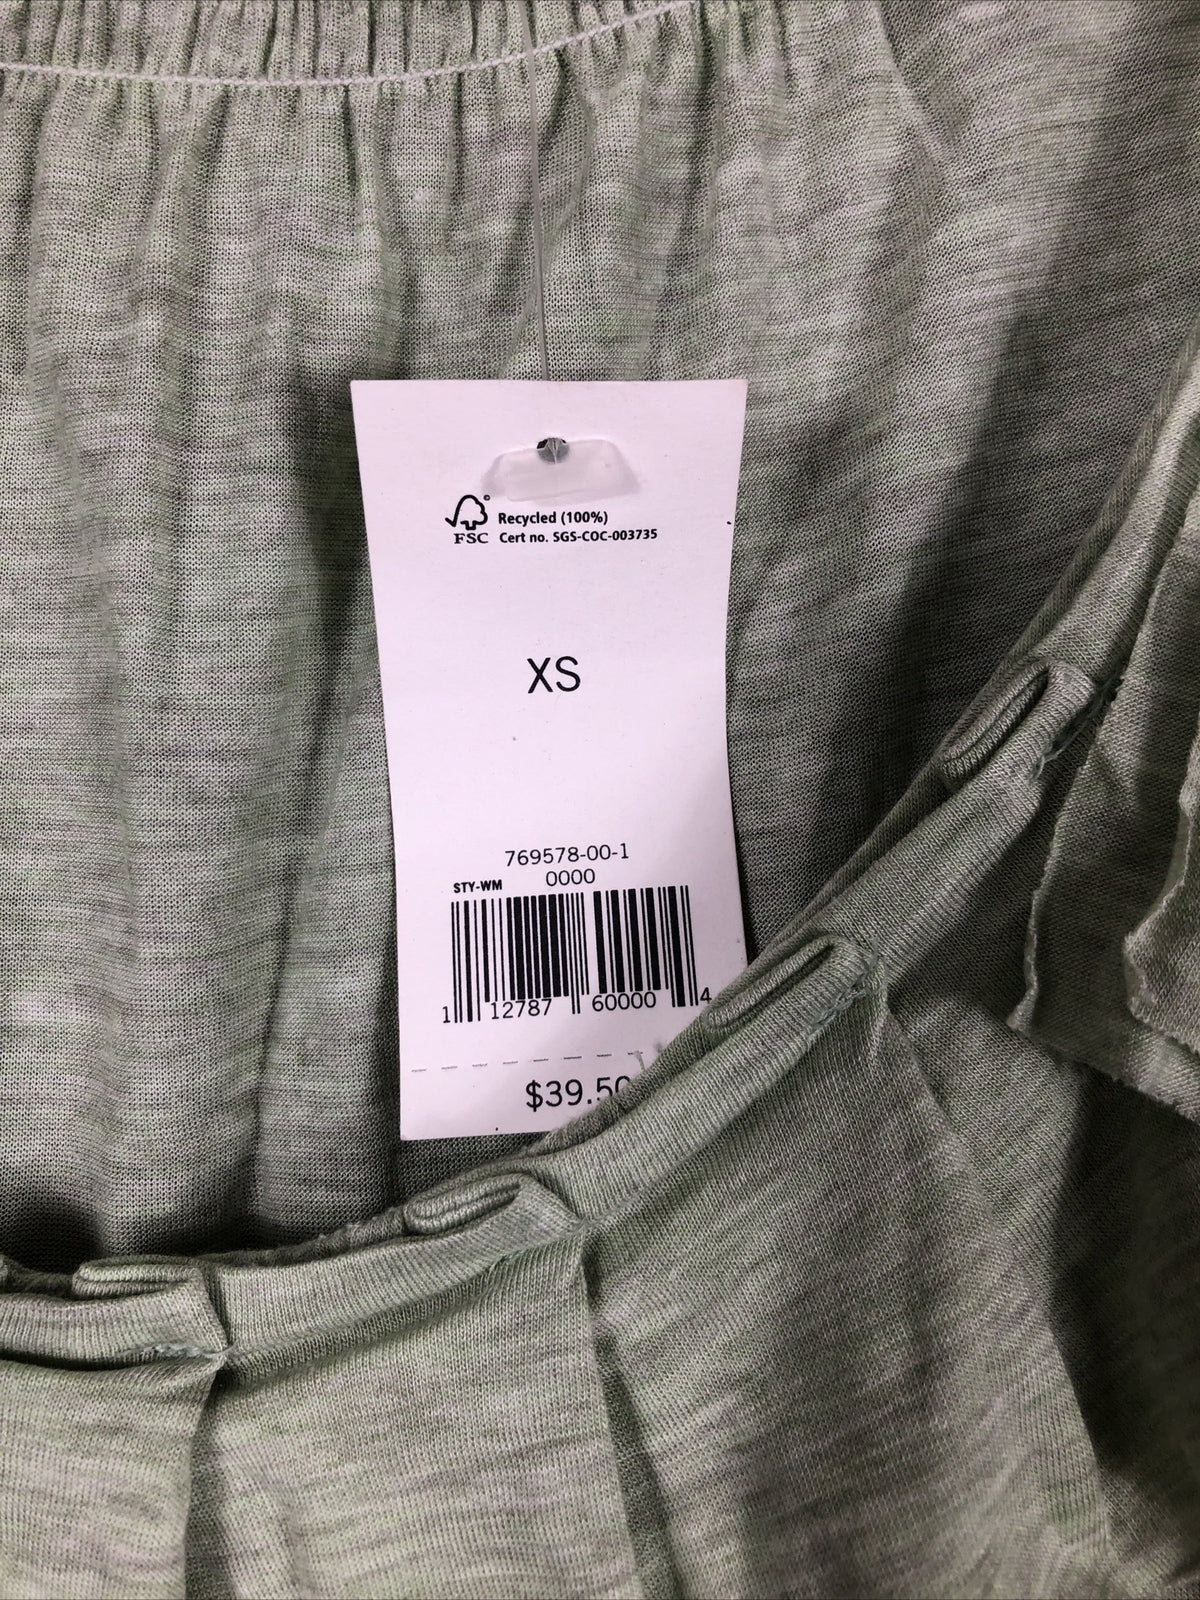 Recycled (100%)
FSC Cert no. SGS-COC-003735
XS
769578-00-1
STY-WM 0000
1 12787 60000 4
$39.50